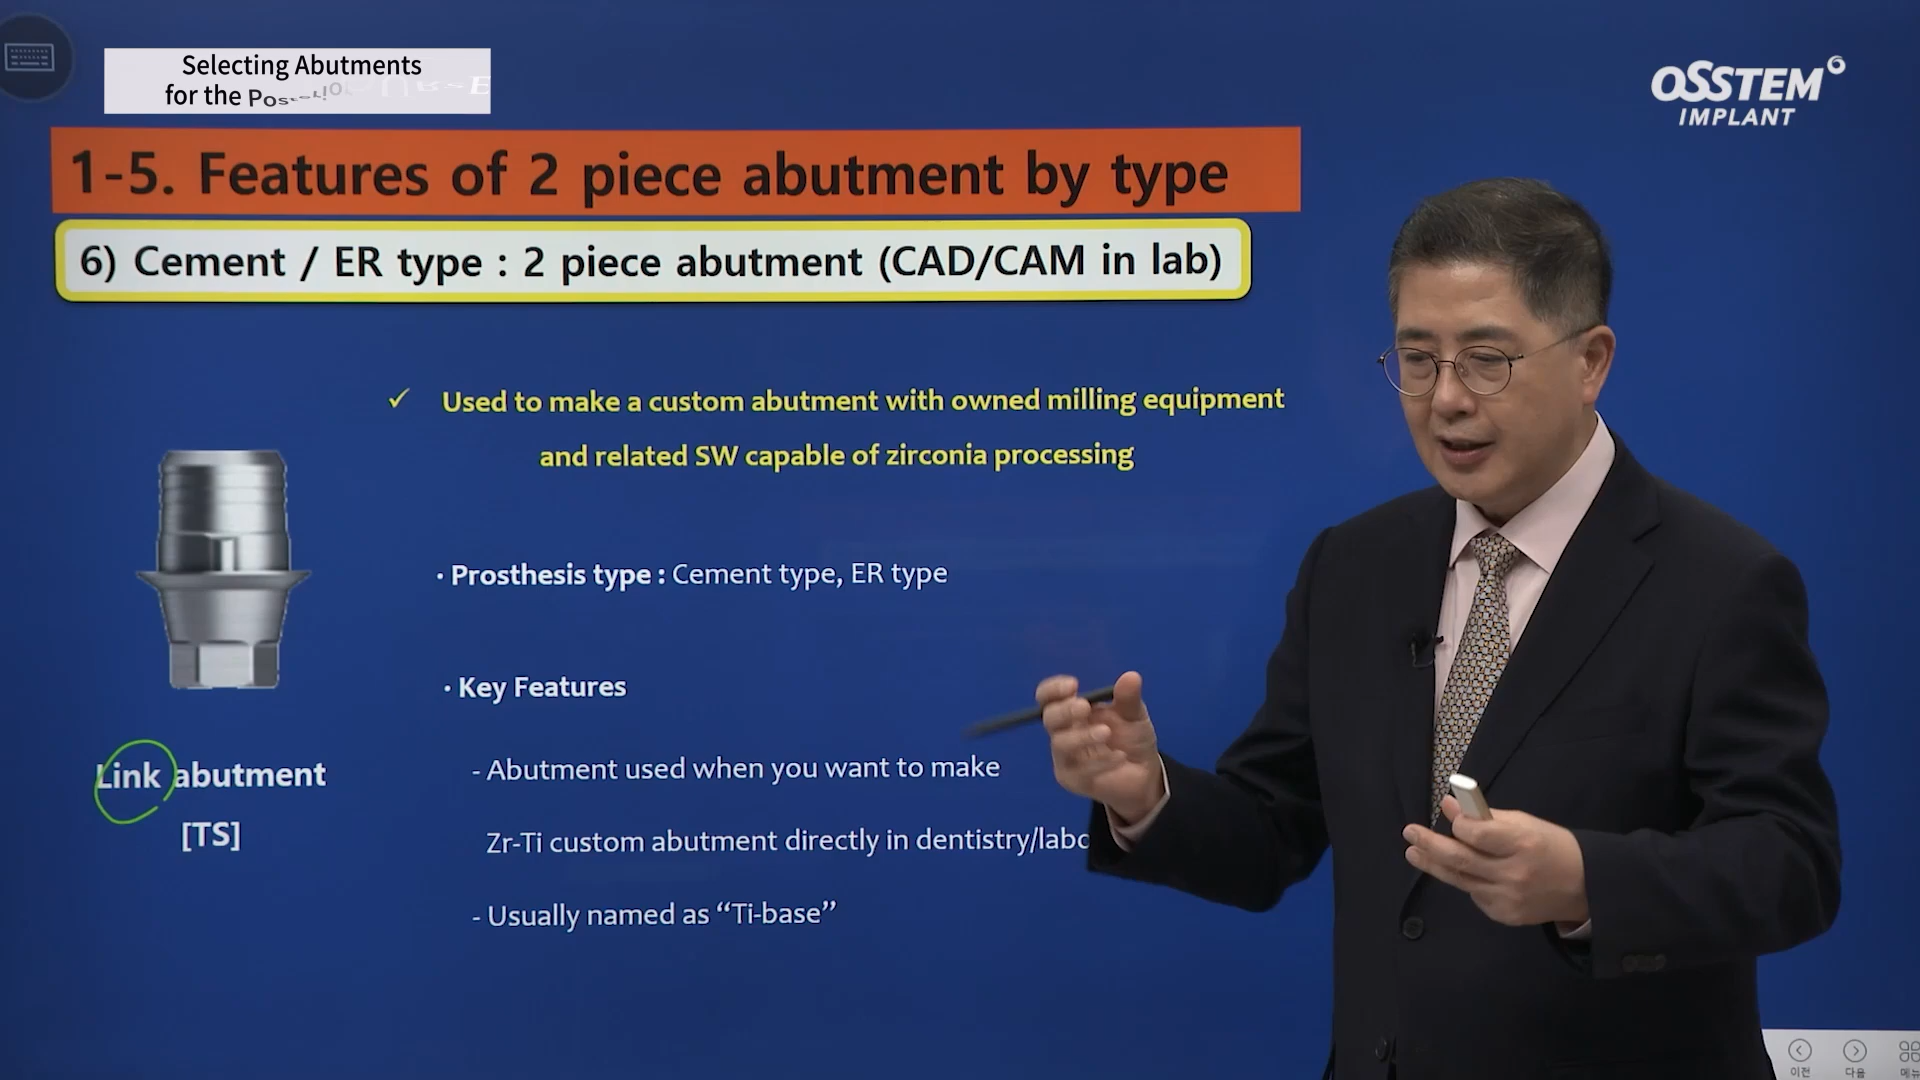 Selecting Abutments
for the
OSSTEM
IMPLANT
1-5. Features of 2 piece abutment by type
6) Cement / ER type : 2 piece abutment (CAD/CAM in lab)
✓ Used to make a custom abutment with owned milling equipment
and related SW capable of zirconia processing
· Prosthesis type : Cement type, ER type
· Key Features
- Abutment used when you want to make
Zr-Ti custom abutment directly in dentistry/
- Usually named as “Ti-base”
Link abutment
[TS]
이전 다음 메뉴